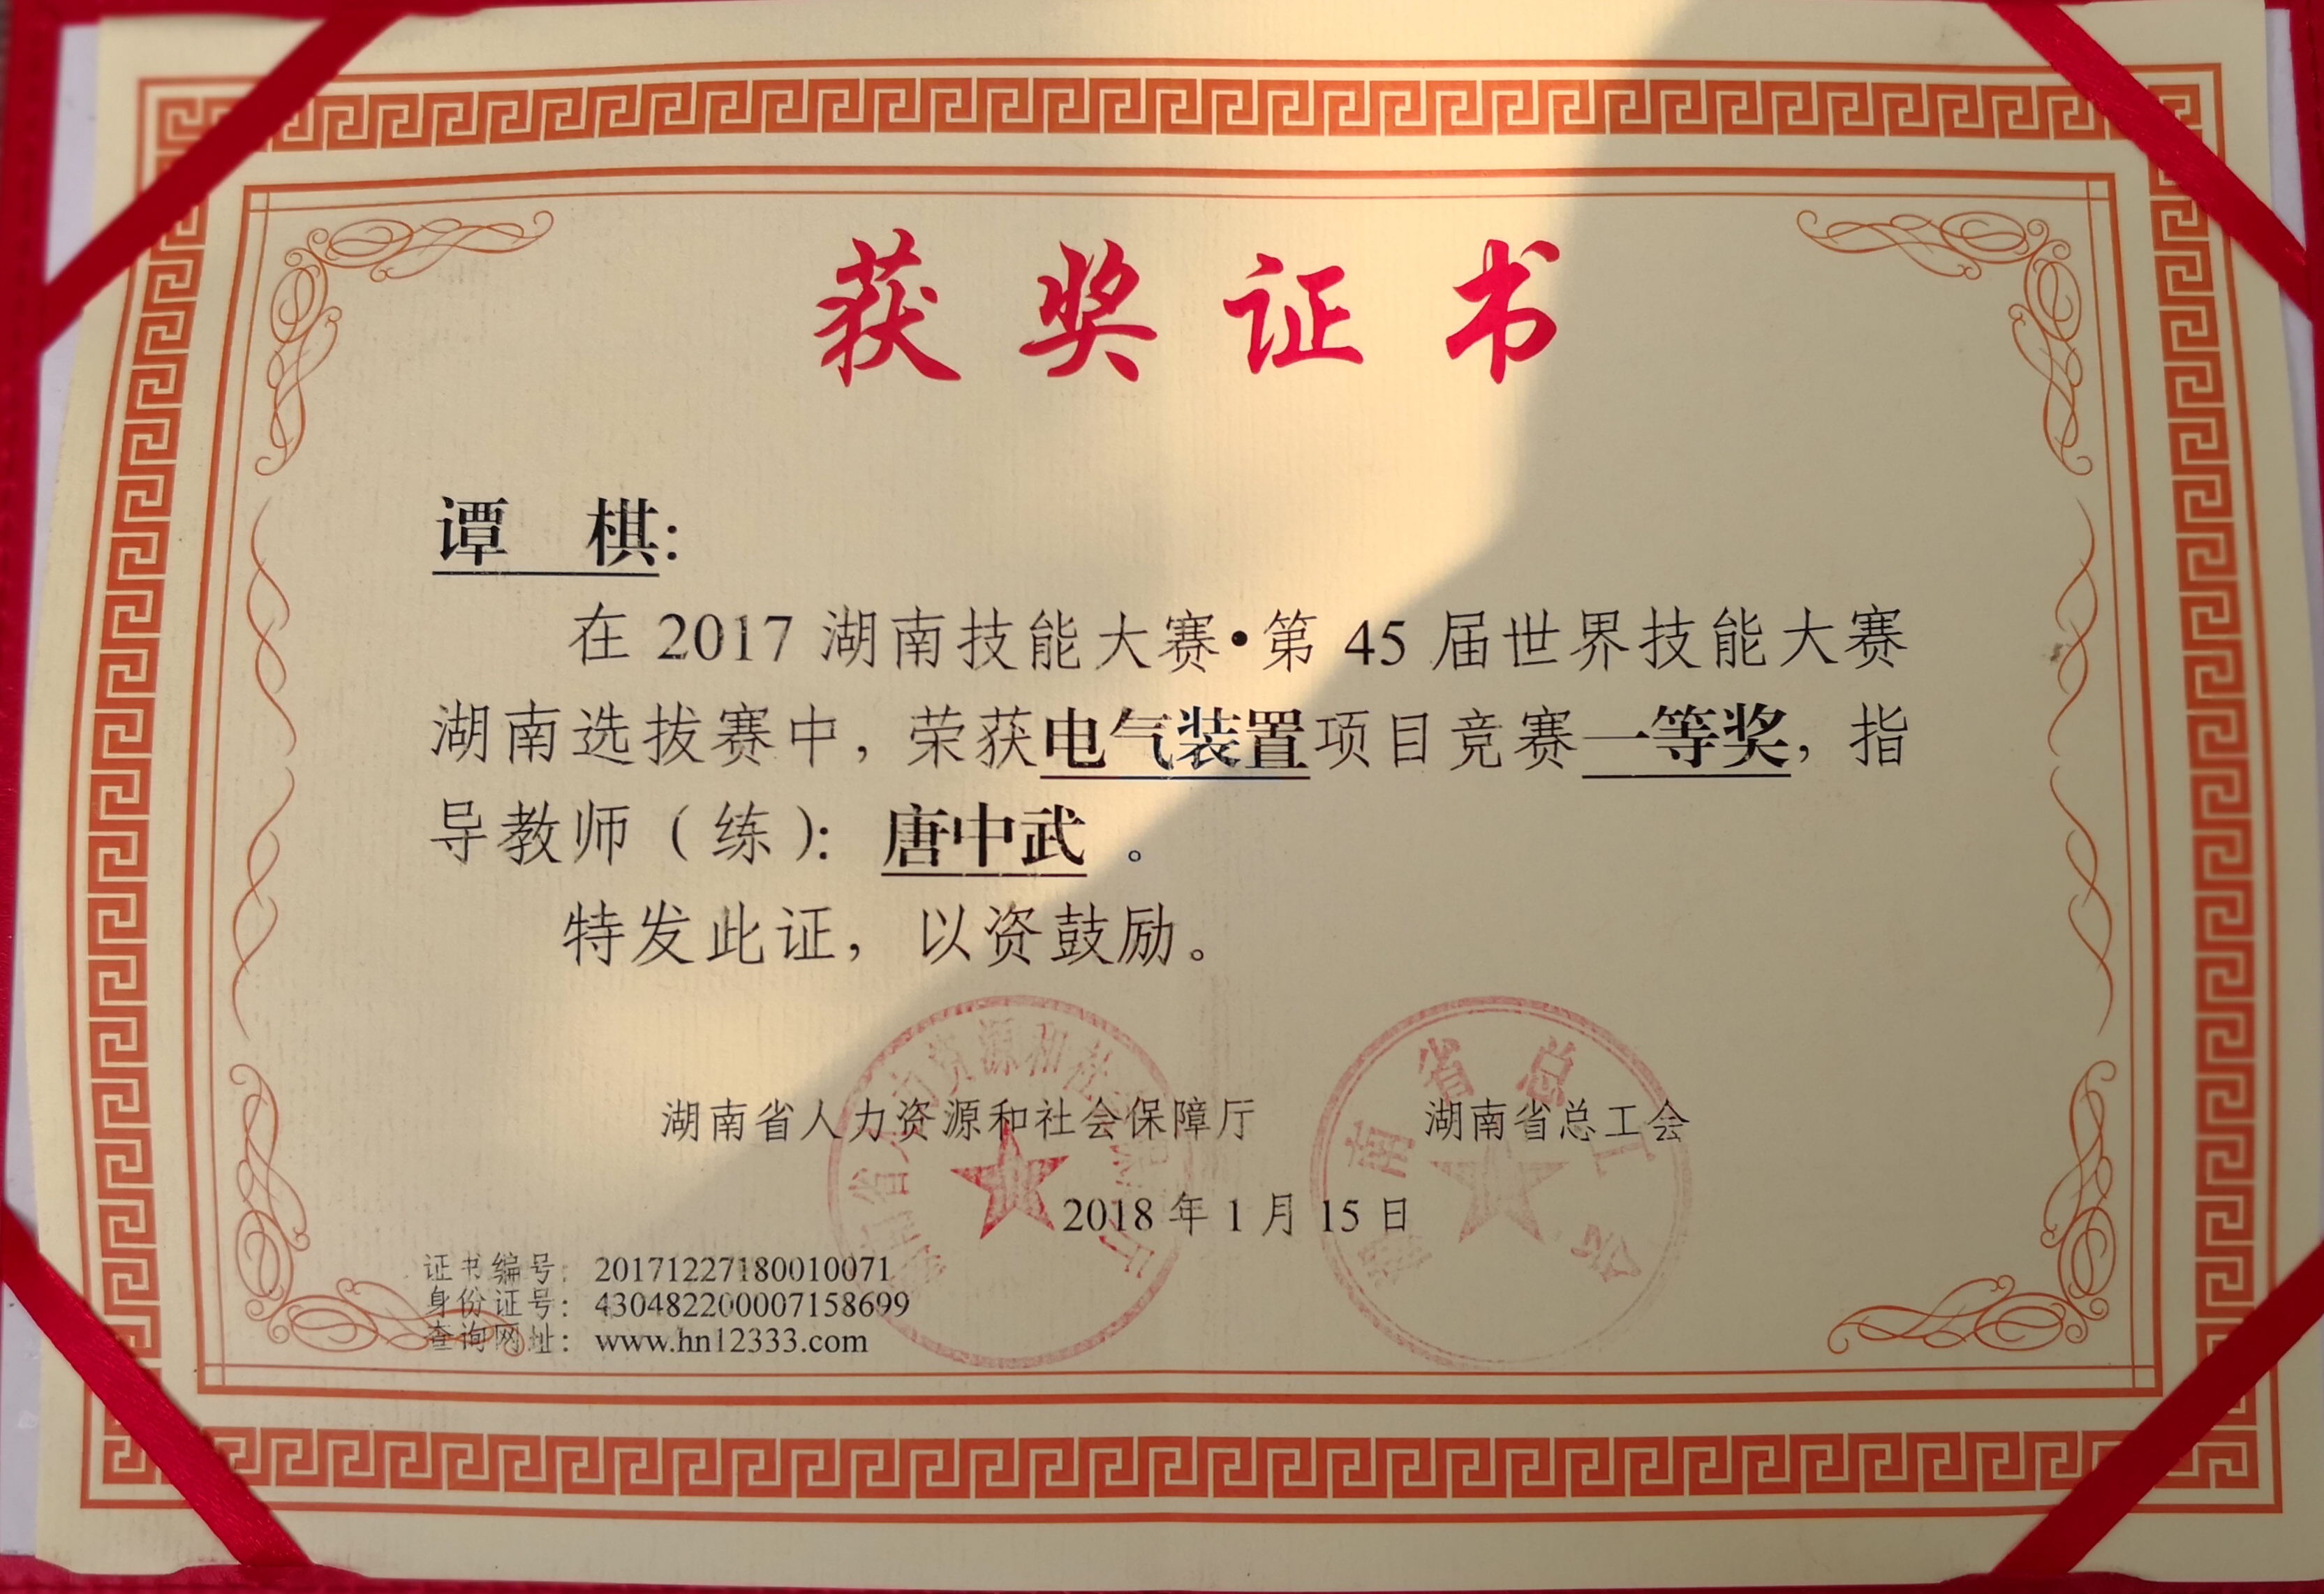 获奖证书
谭 棋:
在 2017 湖南技能大赛•第 45 届世界技能大赛
湖南选拔赛中，荣获电气装置项目竞赛一等奖，指
导教师（练）：唐中武 。
特发此证，以资鼓励。
湖南省人力资源和社会保障厅 湖南省总工会
2018 年 1 月 15 日
证书编号：20171227180010071
身份证号：430482200007158699
查询网址：www.hn12333.com